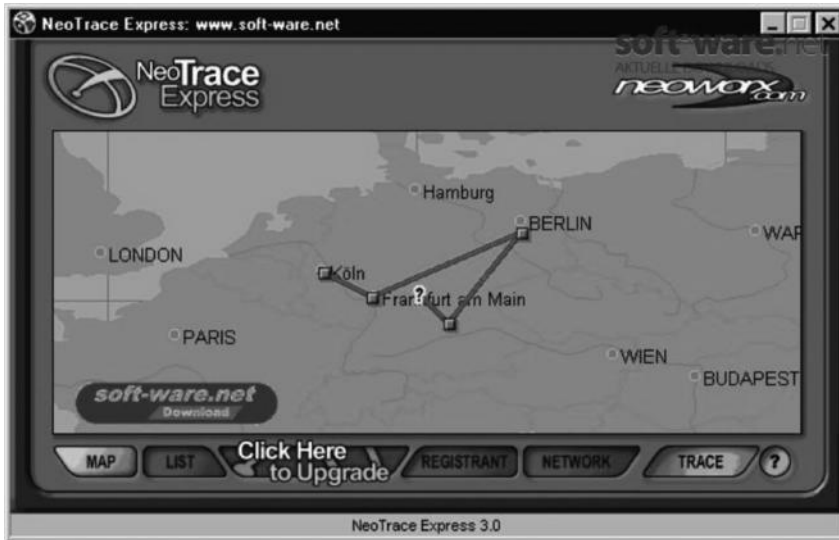 NeoTrace Express: www.soft-ware.net
soft-ware.net
NeoTrace
Express
neoworx
.com
Hamburg
BERLIN
LONDON
WAR
Köln
Frankfurt am Main
?
PARIS
WIEN
BUDAPEST
soft-ware.net
Download
MAP
LIST
Click Here
to Upgrade
REGISTRANT
NETWORK
TRACE
?
NeoTrace Express 3.0